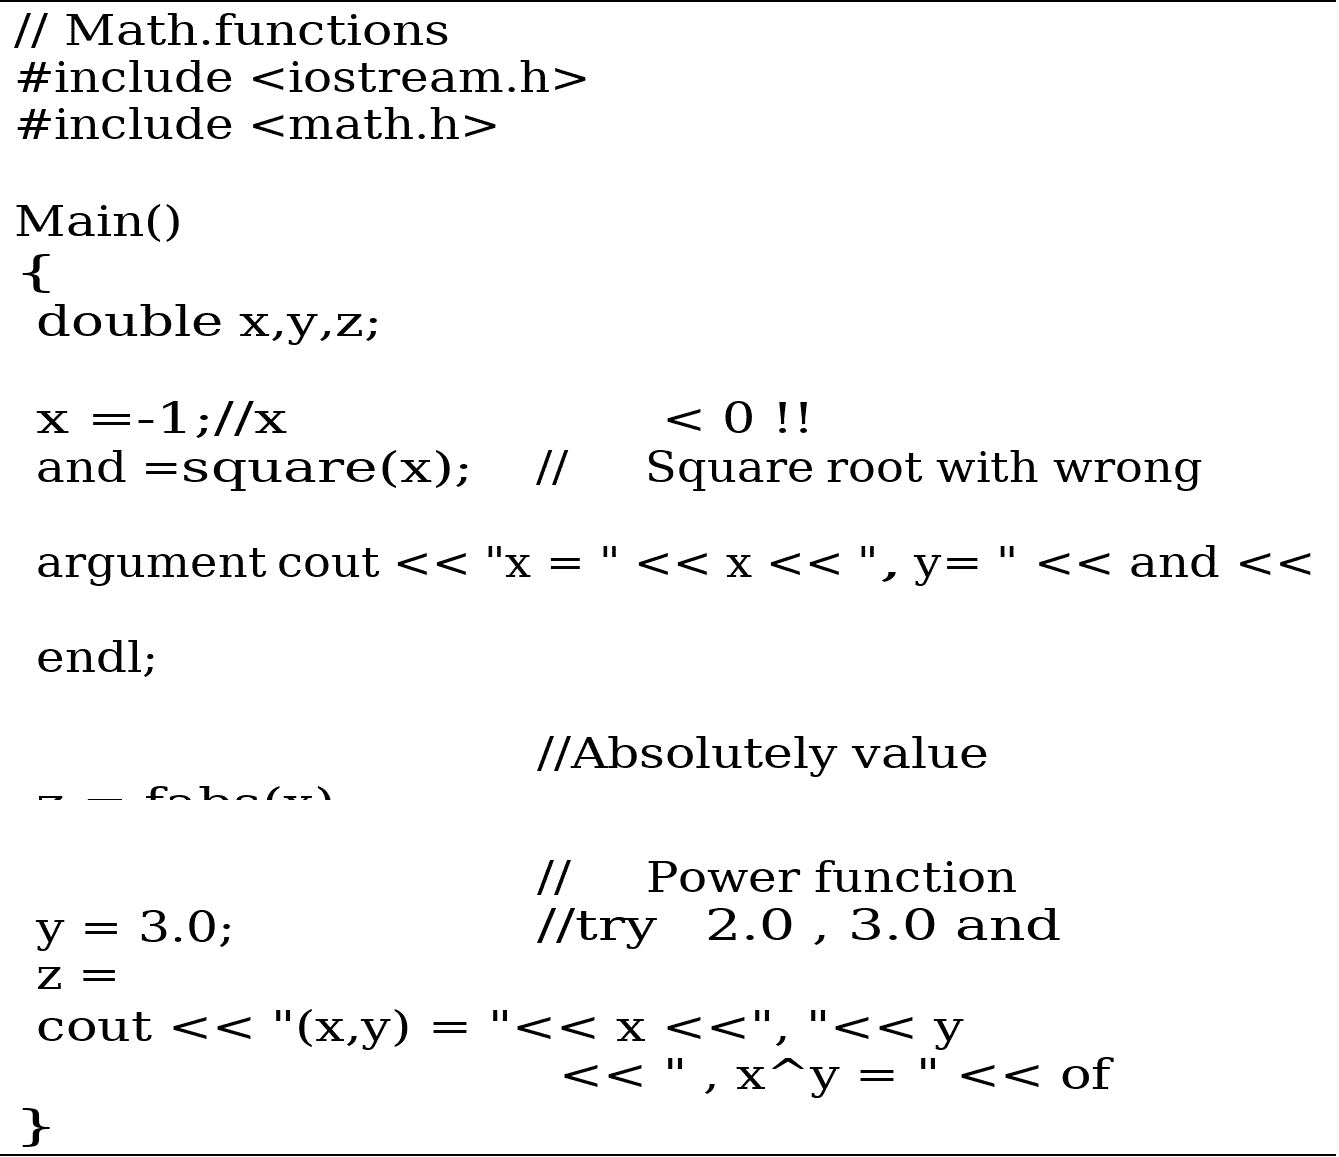 // Math.functions
#include <iostream.h>
#include <math.h>
Main()
{
double x,y,z;
x =-1;//x < 0 !!
and =square(x); // Square root with wrong
argument cout << "x = " << x << ", y= " << and <<
endl;
//Absolutely value
z = fabs(x)
// Power function
y = 3.0; //try 2.0 , 3.0 and
z =
cout << "(x,y) = "<< x <<", "<< y
<< " , x^y = " << of
}